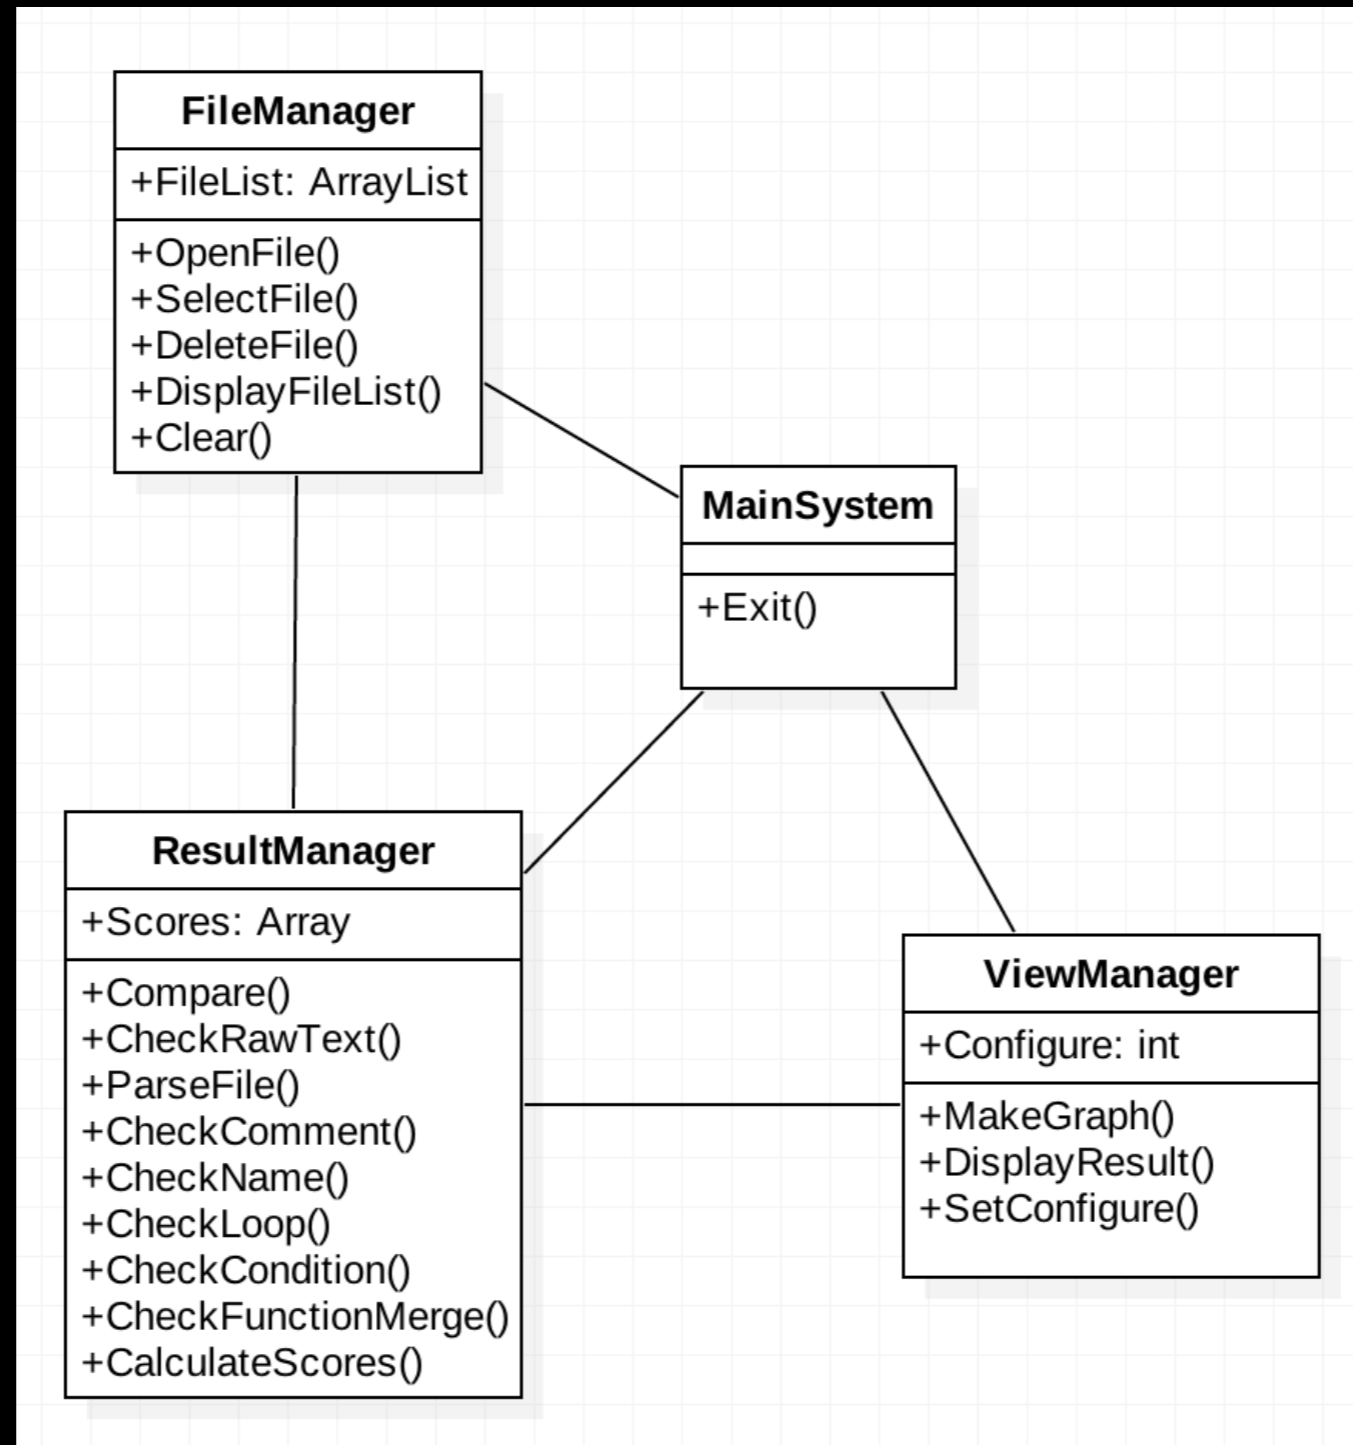 FileManager
+FileList: ArrayList
+OpenFile()
+SelectFile()
+DeleteFile()
+DisplayFileList()
+Clear()
MainSystem
+Exit()
ResultManager
+Scores: Array
+Compare()
+CheckRawText()
+ParseFile()
+CheckComment()
+CheckName()
+CheckLoop()
+CheckCondition()
+CheckFunctionMerge()
+CalculateScores()
ViewManager
+Configure: int
+MakeGraph()
+DisplayResult()
+SetConfigure()